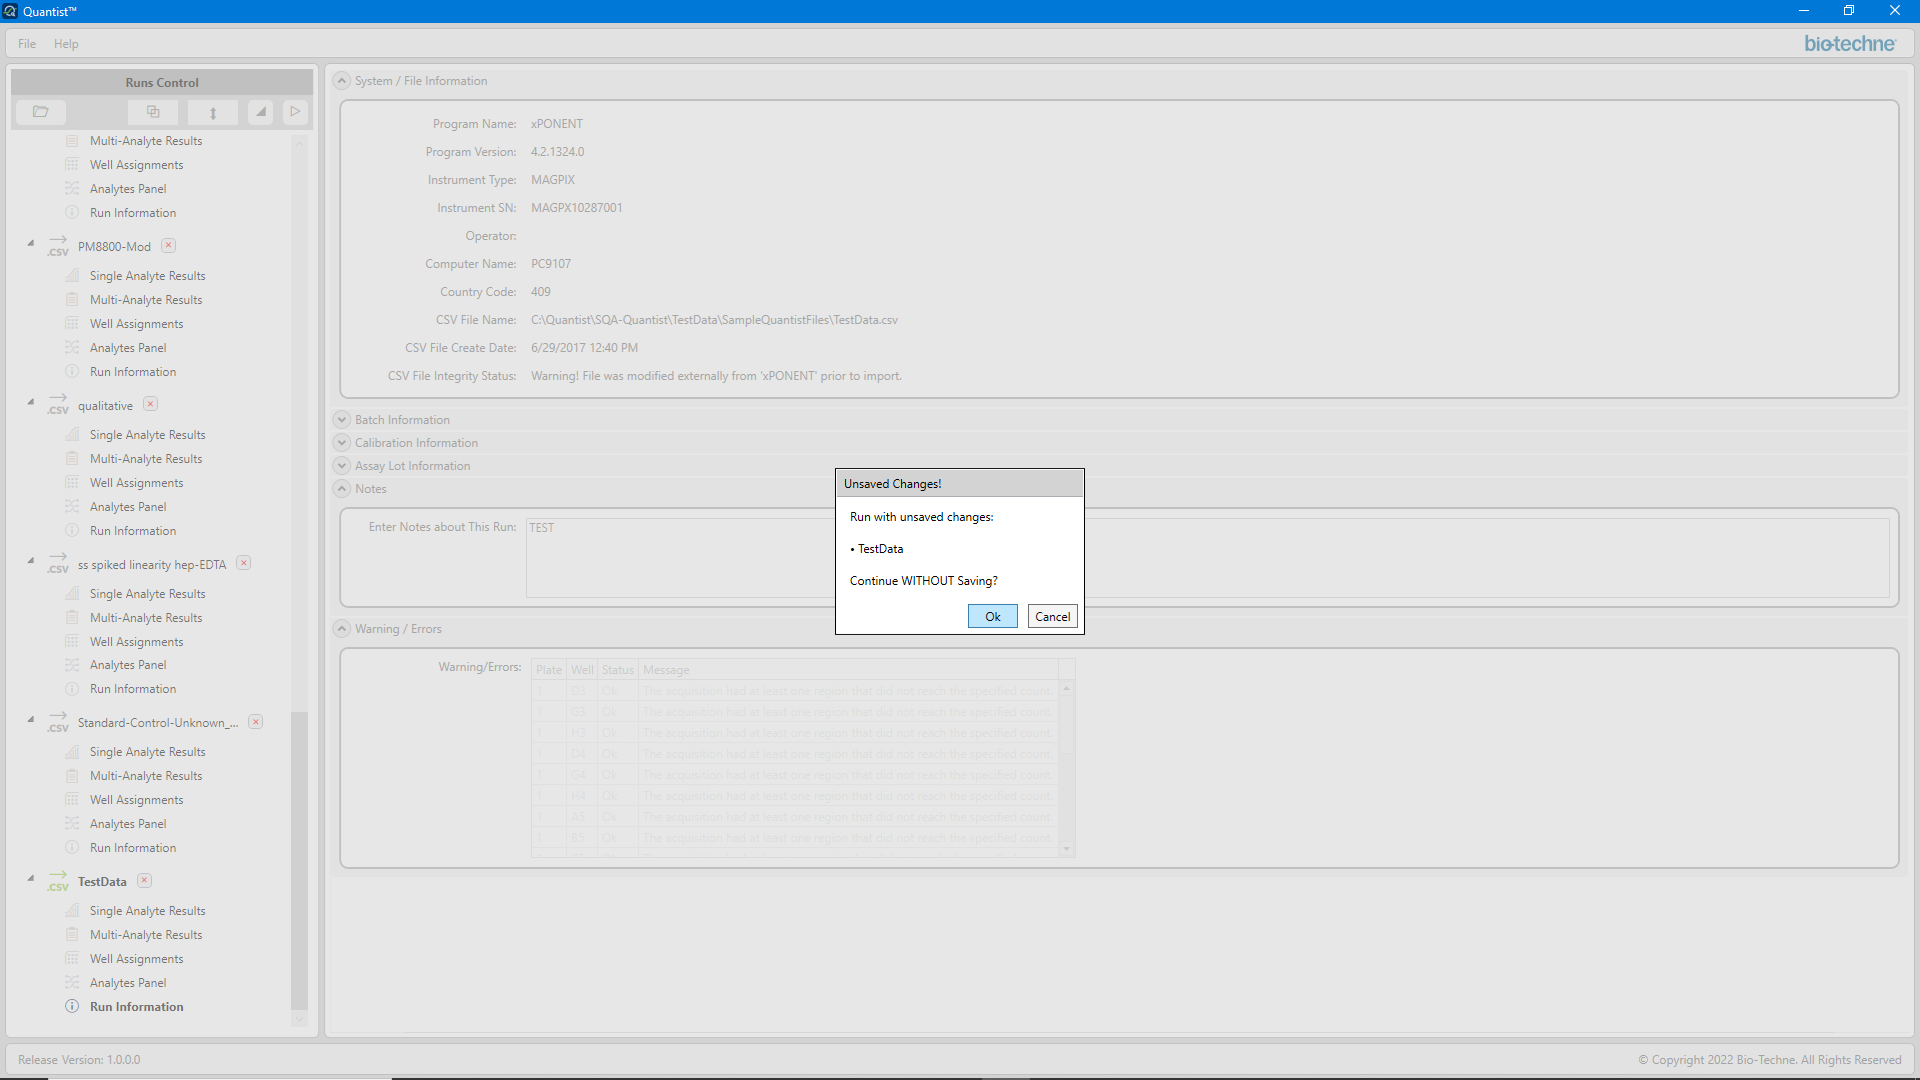 Quantist™
File Help
bio-techne
Runs Control
Multi-Analyte Results
Well Assignments
Analytes Panel
Run Information
.CSV PM8800-Mod
Single Analyte Results
Multi-Analyte Results
Well Assignments
Analytes Panel
Run Information
.CSV qualitative
Single Analyte Results
Multi-Analyte Results
Well Assignments
Analytes Panel
Run Information
.CSV ss spiked linearity hep-EDTA
Single Analyte Results
Multi-Analyte Results
Well Assignments
Analytes Panel
Run Information
.CSV Standard-Control-Unknown_...
Single Analyte Results
Multi-Analyte Results
Well Assignments
Analytes Panel
Run Information
.CSV TestData
Single Analyte Results
Multi-Analyte Results
Well Assignments
Analytes Panel
Run Information
System / File Information
Program Name: xPONENT
Program Version: 4.2.1324.0
Instrument Type: MAGPIX
Instrument SN: MAGPX10287001
Operator:
Computer Name: PC9107
Country Code: 409
CSV File Name: C:\Quantist\SQA-Quantist\TestData\SampleQuantistFiles\TestData.csv
CSV File Create Date: 6/29/2017 12:40 PM
CSV File Integrity Status: Warning! File was modified externally from 'xPONENT' prior to import.
Batch Information
Calibration Information
Assay Lot Information
Notes
Enter Notes about This Run: TEST
Unsaved Changes!
Run with unsaved changes:
• TestData
Continue WITHOUT Saving?
Ok Cancel
Warning / Errors
Warning/Errors: Plate Well Status Message
1 D3 Ok The acquisition had at least one region that did not reach the specified count.
1 G3 Ok The acquisition had at least one region that did not reach the specified count.
1 H3 Ok The acquisition had at least one region that did not reach the specified count.
1 D4 Ok The acquisition had at least one region that did not reach the specified count.
1 G4 Ok The acquisition had at least one region that did not reach the specified count.
1 H4 Ok The acquisition had at least one region that did not reach the specified count.
1 A5 Ok The acquisition had at least one region that did not reach the specified count.
1 B5 Ok The acquisition had at least one region that did not reach the specified count.
Release Version: 1.0.0.0
© Copyright 2022 Bio-Techne. All Rights Reserved